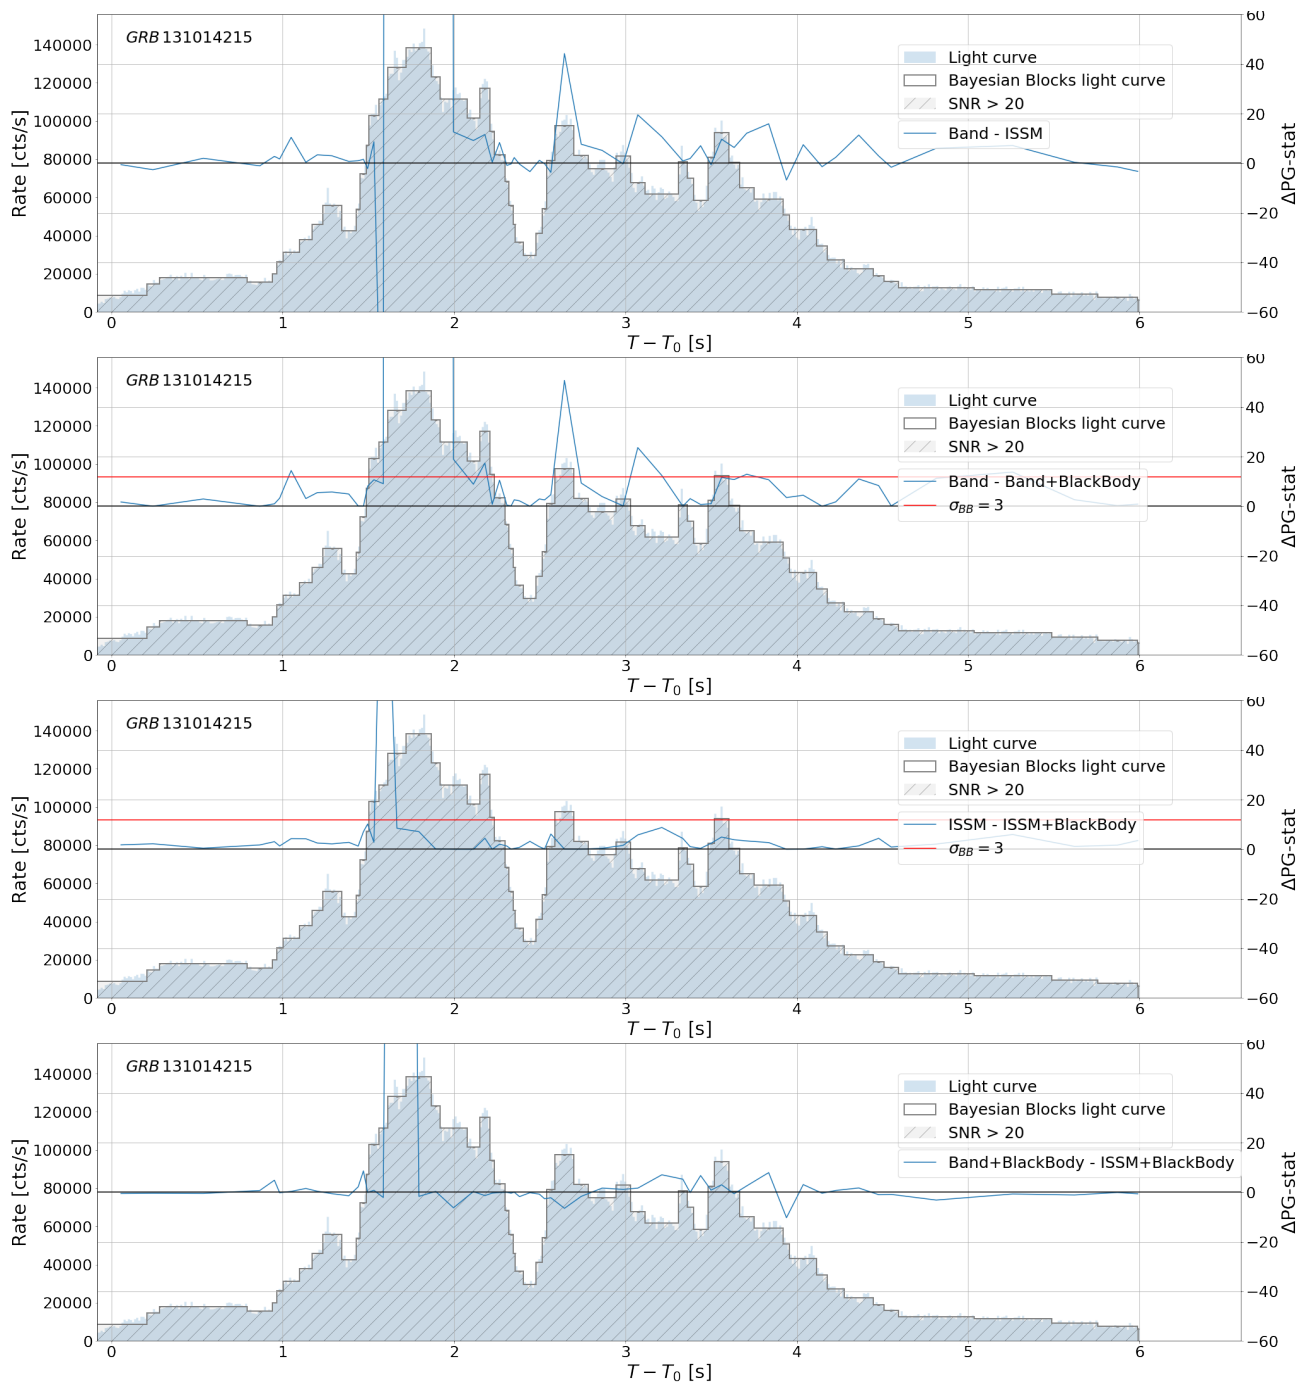 GRB 131014215
Light curve
Bayesian Blocks light curve
SNR > 20
Band - ISSM
Rate [cts/s]
0
20000
40000
60000
80000
100000
120000
140000
ΔPG-stat
60
40
20
0
−20
−40
−60
0 1 2 3 4 5 6
T − T0 [s]
GRB 131014215
Light curve
Bayesian Blocks light curve
SNR > 20
Band - Band+BlackBody
σBB = 3
Rate [cts/s]
0
20000
40000
60000
80000
100000
120000
140000
ΔPG-stat
60
40
20
0
−20
−40
−60
0 1 2 3 4 5 6
T − T0 [s]
GRB 131014215
Light curve
Bayesian Blocks light curve
SNR > 20
ISSM - ISSM+BlackBody
σBB = 3
Rate [cts/s]
0
20000
40000
60000
80000
100000
120000
140000
ΔPG-stat
60
40
20
0
−20
−40
−60
0 1 2 3 4 5 6
T − T0 [s]
GRB 131014215
Light curve
Bayesian Blocks light curve
SNR > 20
Band+BlackBody - ISSM+BlackBody
Rate [cts/s]
0
20000
40000
60000
80000
100000
120000
140000
ΔPG-stat
60
40
20
0
−20
−40
−60
0 1 2 3 4 5 6
T − T0 [s]